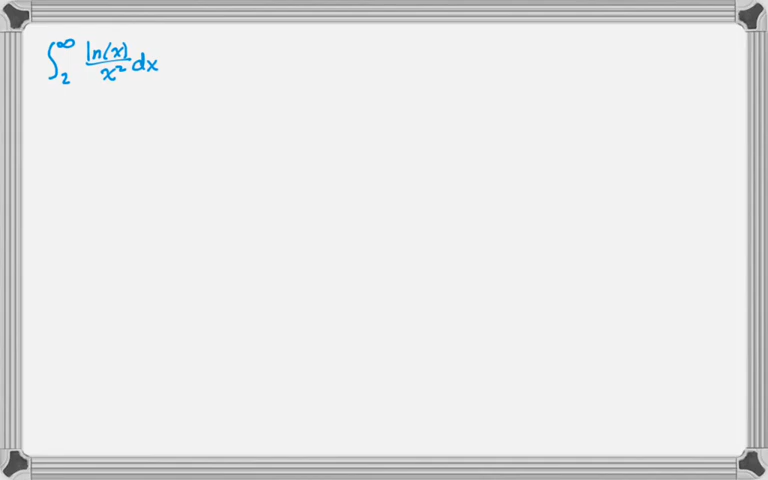 ∫₂^∞ ln(x)/x² dx